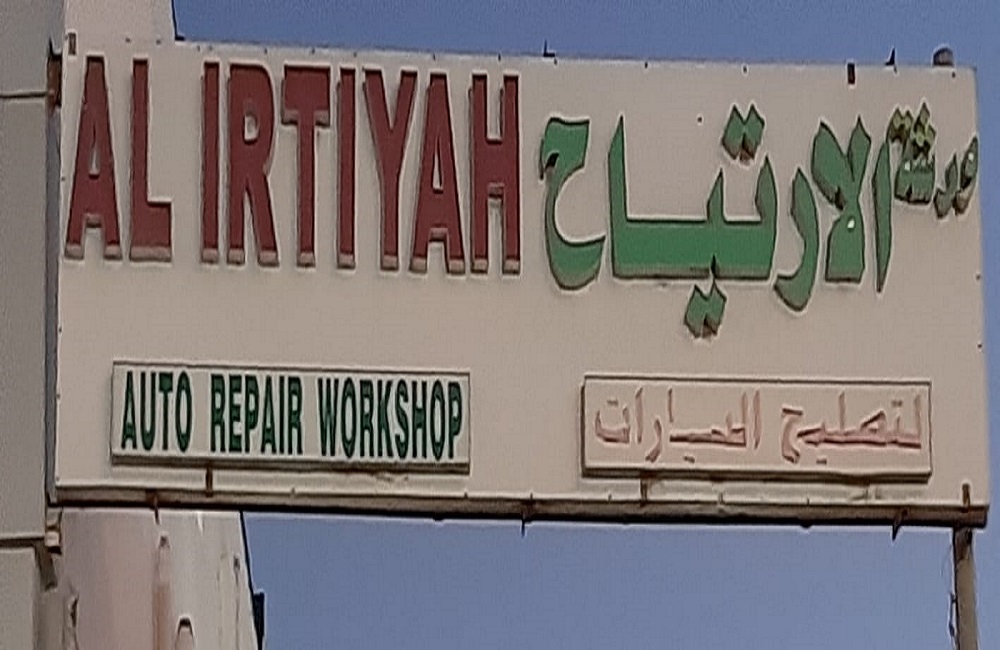 AL IRTIYAH
ورشة الارتياح
AUTO REPAIR WORKSHOP
لتصليح السيارات